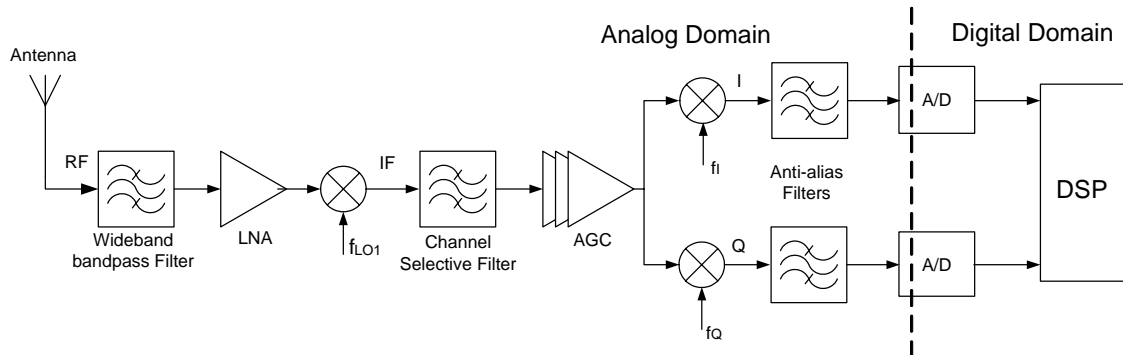 Analog Domain
Digital Domain
Antenna
RF
IF
I
A/D
fI
Anti-alias
Filters
DSP
Wideband
bandpass Filter
LNA
fLO1
Channel
Selective Filter
AGC
Q
A/D
fQ